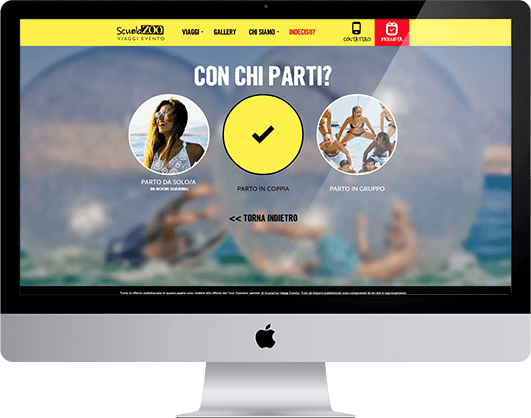 ScuolaZOO
VIAGGI EVENTO
VIAGGI
GALLERY
CHI SIAMO
INDECISO?
CONTATTACI
PRENOTA
CON CHI PARTI?
PARTO DA SOLO/A
IN ROOM SHARING
PARTO IN COPPIA
PARTO IN GRUPPO
<< TORNA INDIETRO